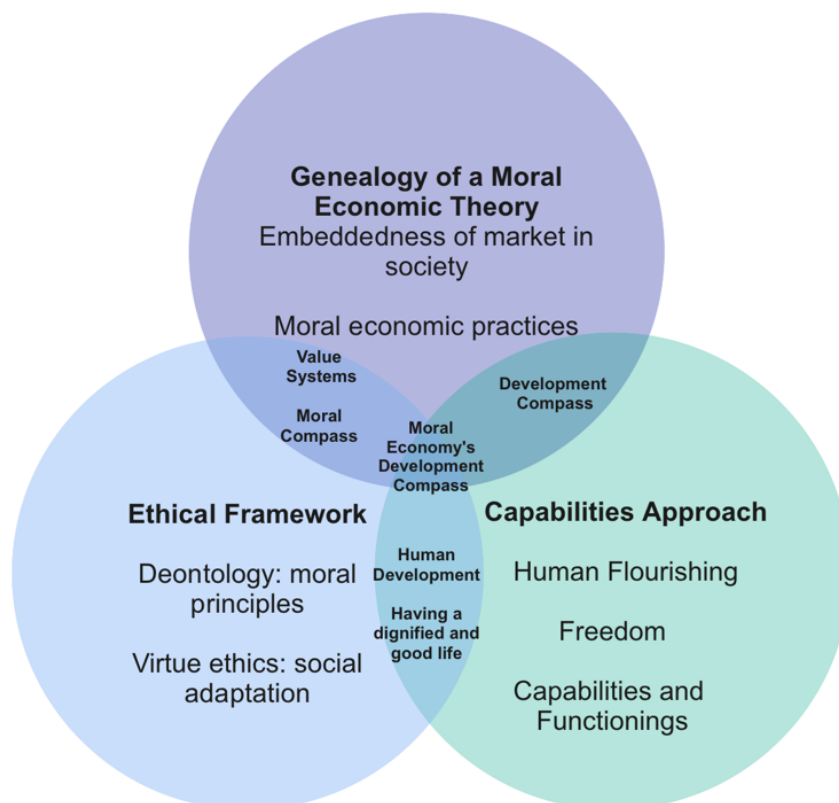 Genealogy of a Moral
Economic Theory
Embeddedness of market in
society
Moral economic practices
Value
Systems
Moral
Compass
Development
Compass
Moral
Economy's
Development
Compass
Ethical Framework
Deontology: moral
principles
Virtue ethics: social
adaptation
Human
Development
Having a
dignified and
good life
Capabilities Approach
Human Flourishing
Freedom
Capabilities and
Functionings